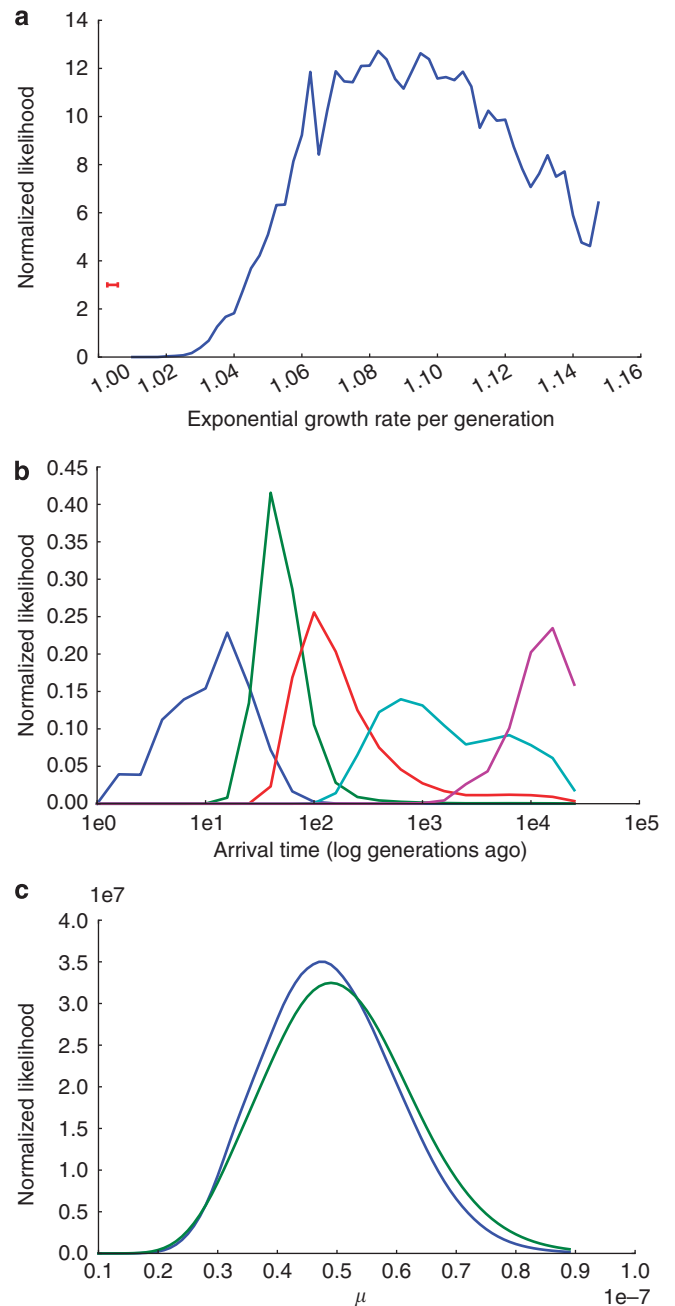 a
14
12
10
8
6
4
2
0
Normalized likelihood
1.00 1.02 1.04 1.06 1.08 1.10 1.12 1.14 1.16
Exponential growth rate per generation
b
0.45
0.40
0.35
0.30
0.25
0.20
0.15
0.10
0.05
0.00
Normalized likelihood
1e0 1e1 1e2 1e3 1e4 1e5
Arrival time (log generations ago)
c
1e7
4.0
3.5
3.0
2.5
2.0
1.5
1.0
0.5
0.0
Normalized likelihood
0.1 0.2 0.3 0.4 0.5 0.6 0.7 0.8 0.9 1.0
μ
1e–7